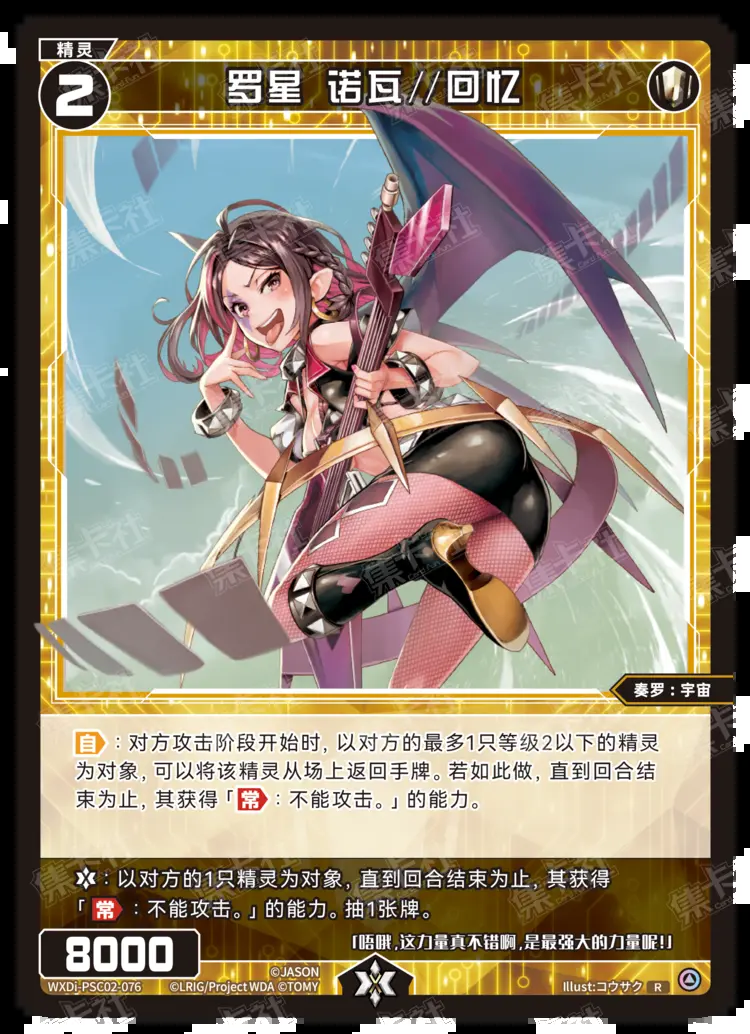 精灵
2
罗星 诺瓦//回忆
奏罗：宇宙
自：对方攻击阶段开始时，以对方的最多1只等级2以下的精灵
为对象，可以将该精灵从场上返回手牌。若如此做，直到回合结
束为止，其获得「常：不能攻击。」的能力。
：以对方的1只精灵为对象，直到回合结束为止，其获得
「常：不能攻击。」的能力。抽1张牌。
「唔哦，这力量真不错啊，是最强大的力量呢！」
8000
©JASON
WXDi-PSC02-076 ©LRIG/Project WDA ©TOMY
Illust:コウサク R
集卡社